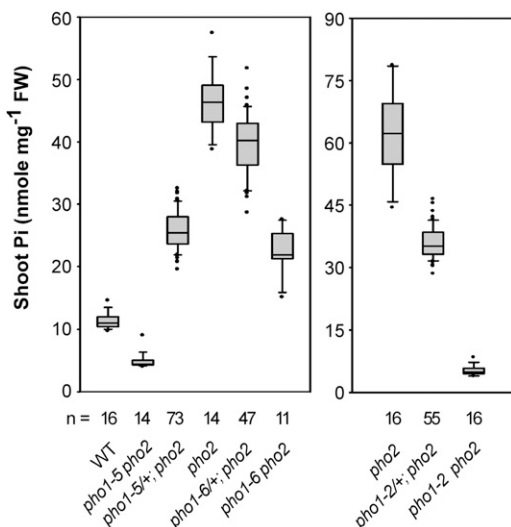 Shoot Pi (nmole mg⁻¹ FW)
60
50
40
30
20
10
0
90
75
60
45
30
15
0
n = 16 14 73 14 47 11
16 55 16
WT
pho1-5 pho2
pho1-5/+; pho2
pho2
pho1-6/+; pho2
pho1-6 pho2
pho2
pho1-2/+; pho2
pho1-2 pho2